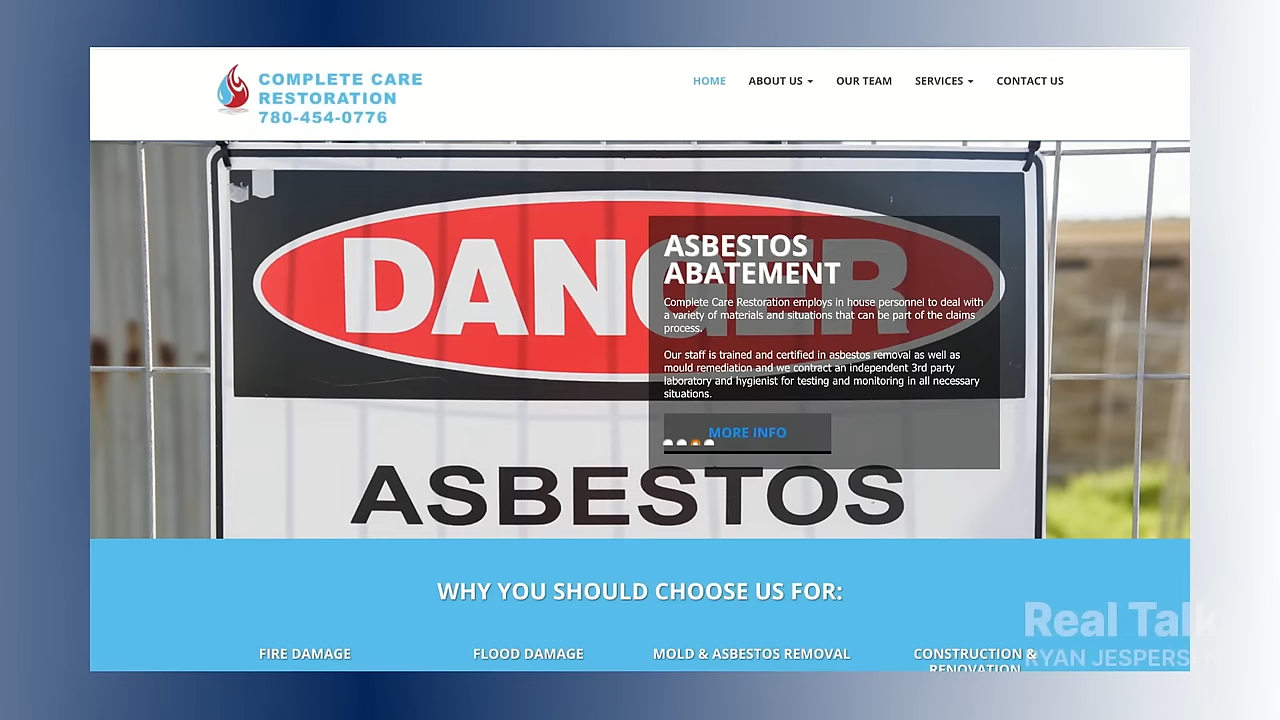 COMPLETE CARE
RESTORATION
780-454-0776
HOME
ABOUT US
OUR TEAM
SERVICES
CONTACT US
DANGER
ASBESTOS
ABATEMENT
Complete Care Restoration employs in house personnel to deal with
a variety of materials and situations that can be part of the claims
process.
Our staff is trained and certified in asbestos removal as well as
mould remediation and we contract an independent 3rd party
laboratory and hygienist for testing and monitoring in all necessary
situations.
MORE INFO
ASBESTOS
WHY YOU SHOULD CHOOSE US FOR:
FIRE DAMAGE
FLOOD DAMAGE
MOLD & ASBESTOS REMOVAL
CONSTRUCTION &
RENOVATION
Real Talk
RYAN JESPERSEN